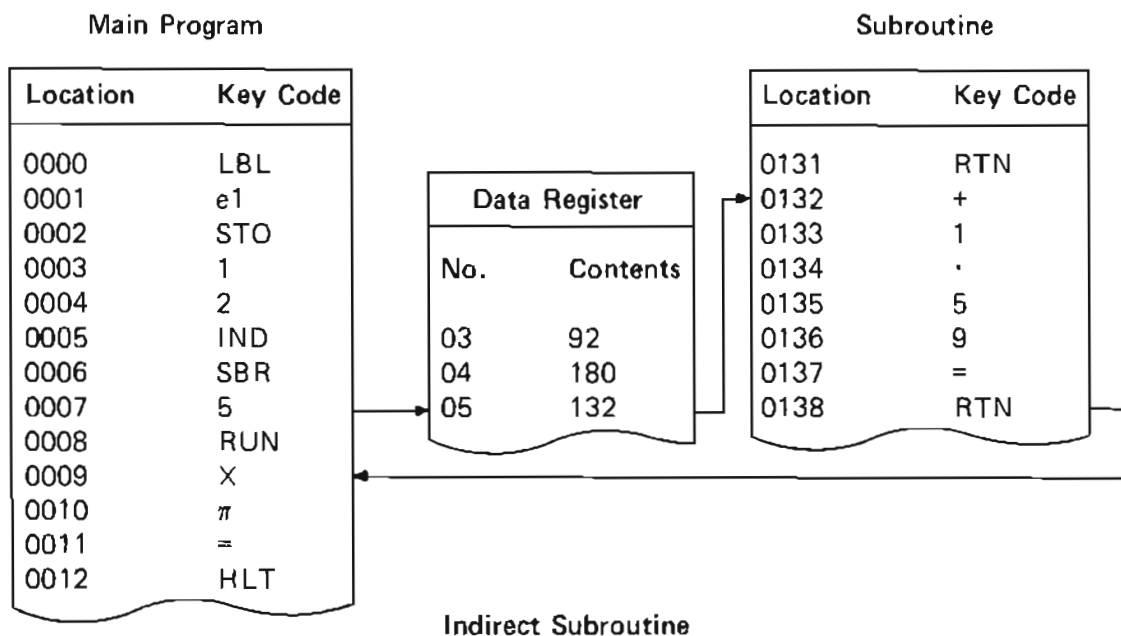 Main Program
Location Key Code
0000 LBL
0001 e1
0002 STO
0003 1
0004 2
0005 IND
0006 SBR
0007 5
0008 RUN
0009 X
0010 π
0011 =
0012 HLT
Data Register
No. Contents
03 92
04 180
05 132
Subroutine
Location Key Code
0131 RTN
0132 +
0133 1
0134 .
0135 5
0136 9
0137 =
0138 RTN
Indirect Subroutine